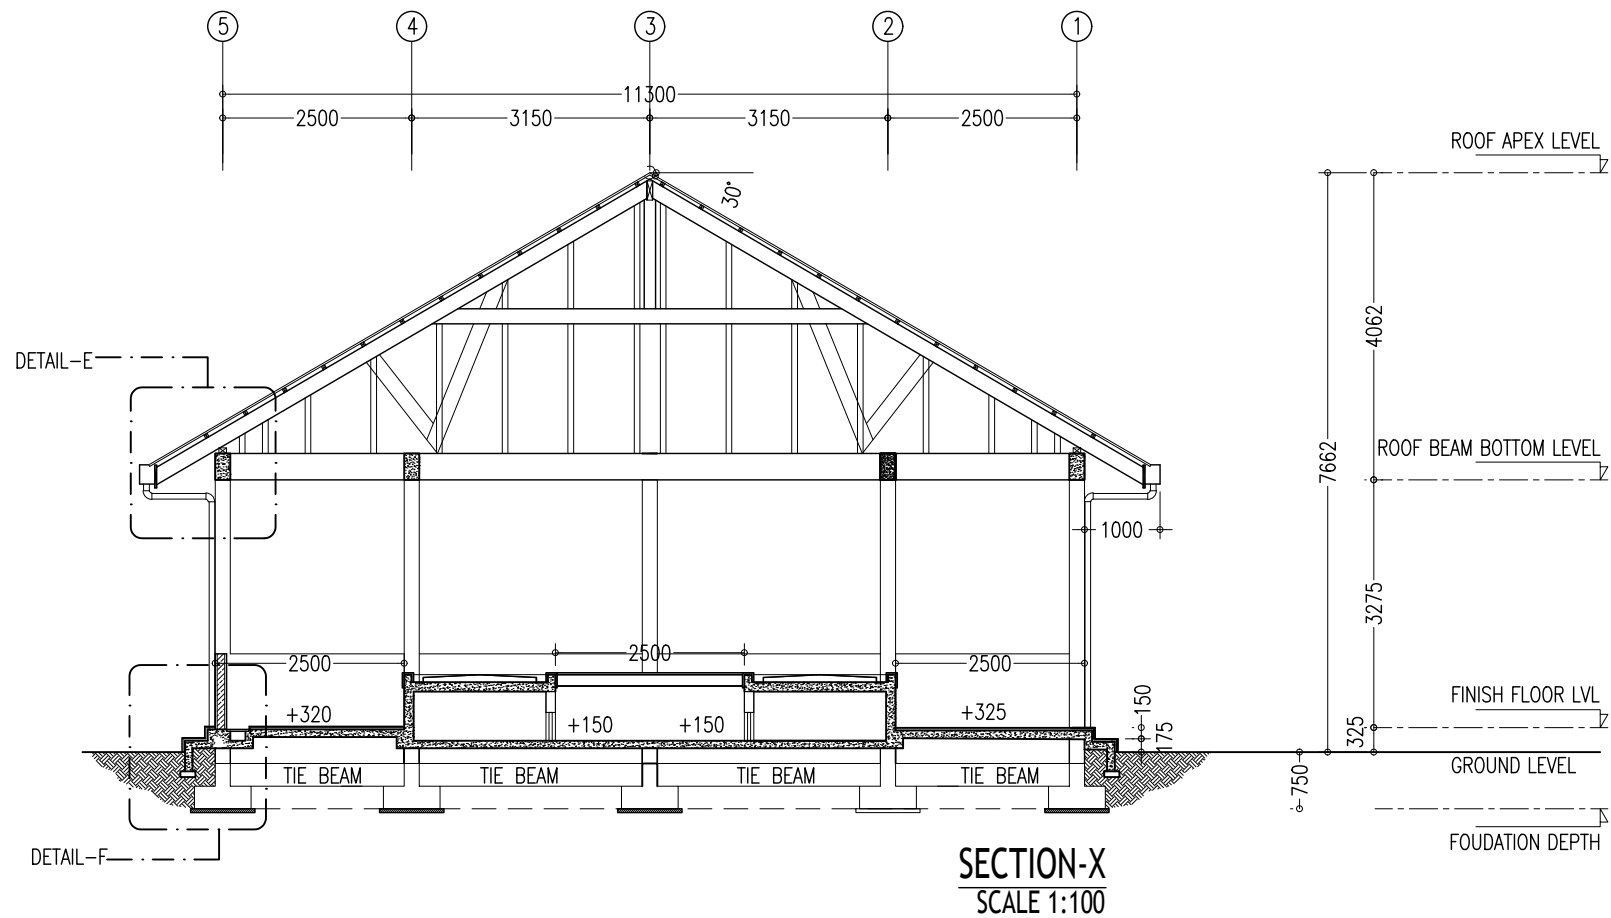 5 4 3 2 1
11300
2500 3150 3150 2500
ROOF APEX LEVEL
30°
4062
DETAIL-E
7662
ROOF BEAM BOTTOM LEVEL
1000
3275
2500 2500 2500
+320 +150 +150 +325
150
175
325
FINISH FLOOR LVL
TIE BEAM TIE BEAM TIE BEAM TIE BEAM
750
GROUND LEVEL
FOUDATION DEPTH
DETAIL-F
SECTION-X
SCALE 1:100